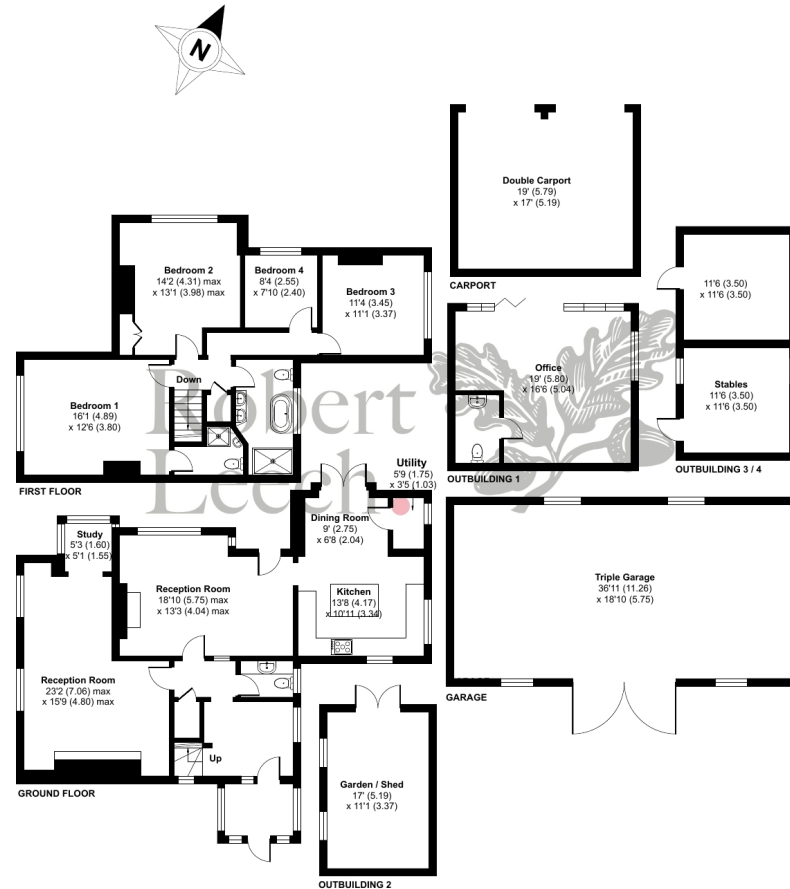 N
Double Carport
19' (5.79)
x 17' (5.19)
CARPORT
Bedroom 2
14'2 (4.31) max
x 13'1 (3.98) max
Bedroom 4
8'4 (2.55)
x 7'10 (2.40)
Bedroom 3
11'4 (3.45)
x 11'1 (3.37)
11'6 (3.50)
x 11'6 (3.50)
Office
19' (5.80)
x 16'6 (5.04)
Stables
11'6 (3.50)
x 11'6 (3.50)
OUTBUILDING 3 / 4
Down
Bedroom 1
16'1 (4.89)
x 12'6 (3.80)
Robert
Leech.
OUTBUILDING 1
FIRST FLOOR
Utility
5'9 (1.75)
x 3'5 (1.03)
Study
5'3 (1.60)
x 5'1 (1.55)
Dining Room
9' (2.75)
x 6'8 (2.04)
Reception Room
18'10 (5.75) max
x 13'3 (4.04) max
Kitchen
13'8 (4.17)
x 10'11 (3.34)
Triple Garage
36'11 (11.26)
x 18'10 (5.75)
GARAGE
Reception Room
23'2 (7.06) max
x 15'9 (4.80) max
Up
GROUND FLOOR
Garden / Shed
17' (5.19)
x 11'1 (3.37)
OUTBUILDING 2